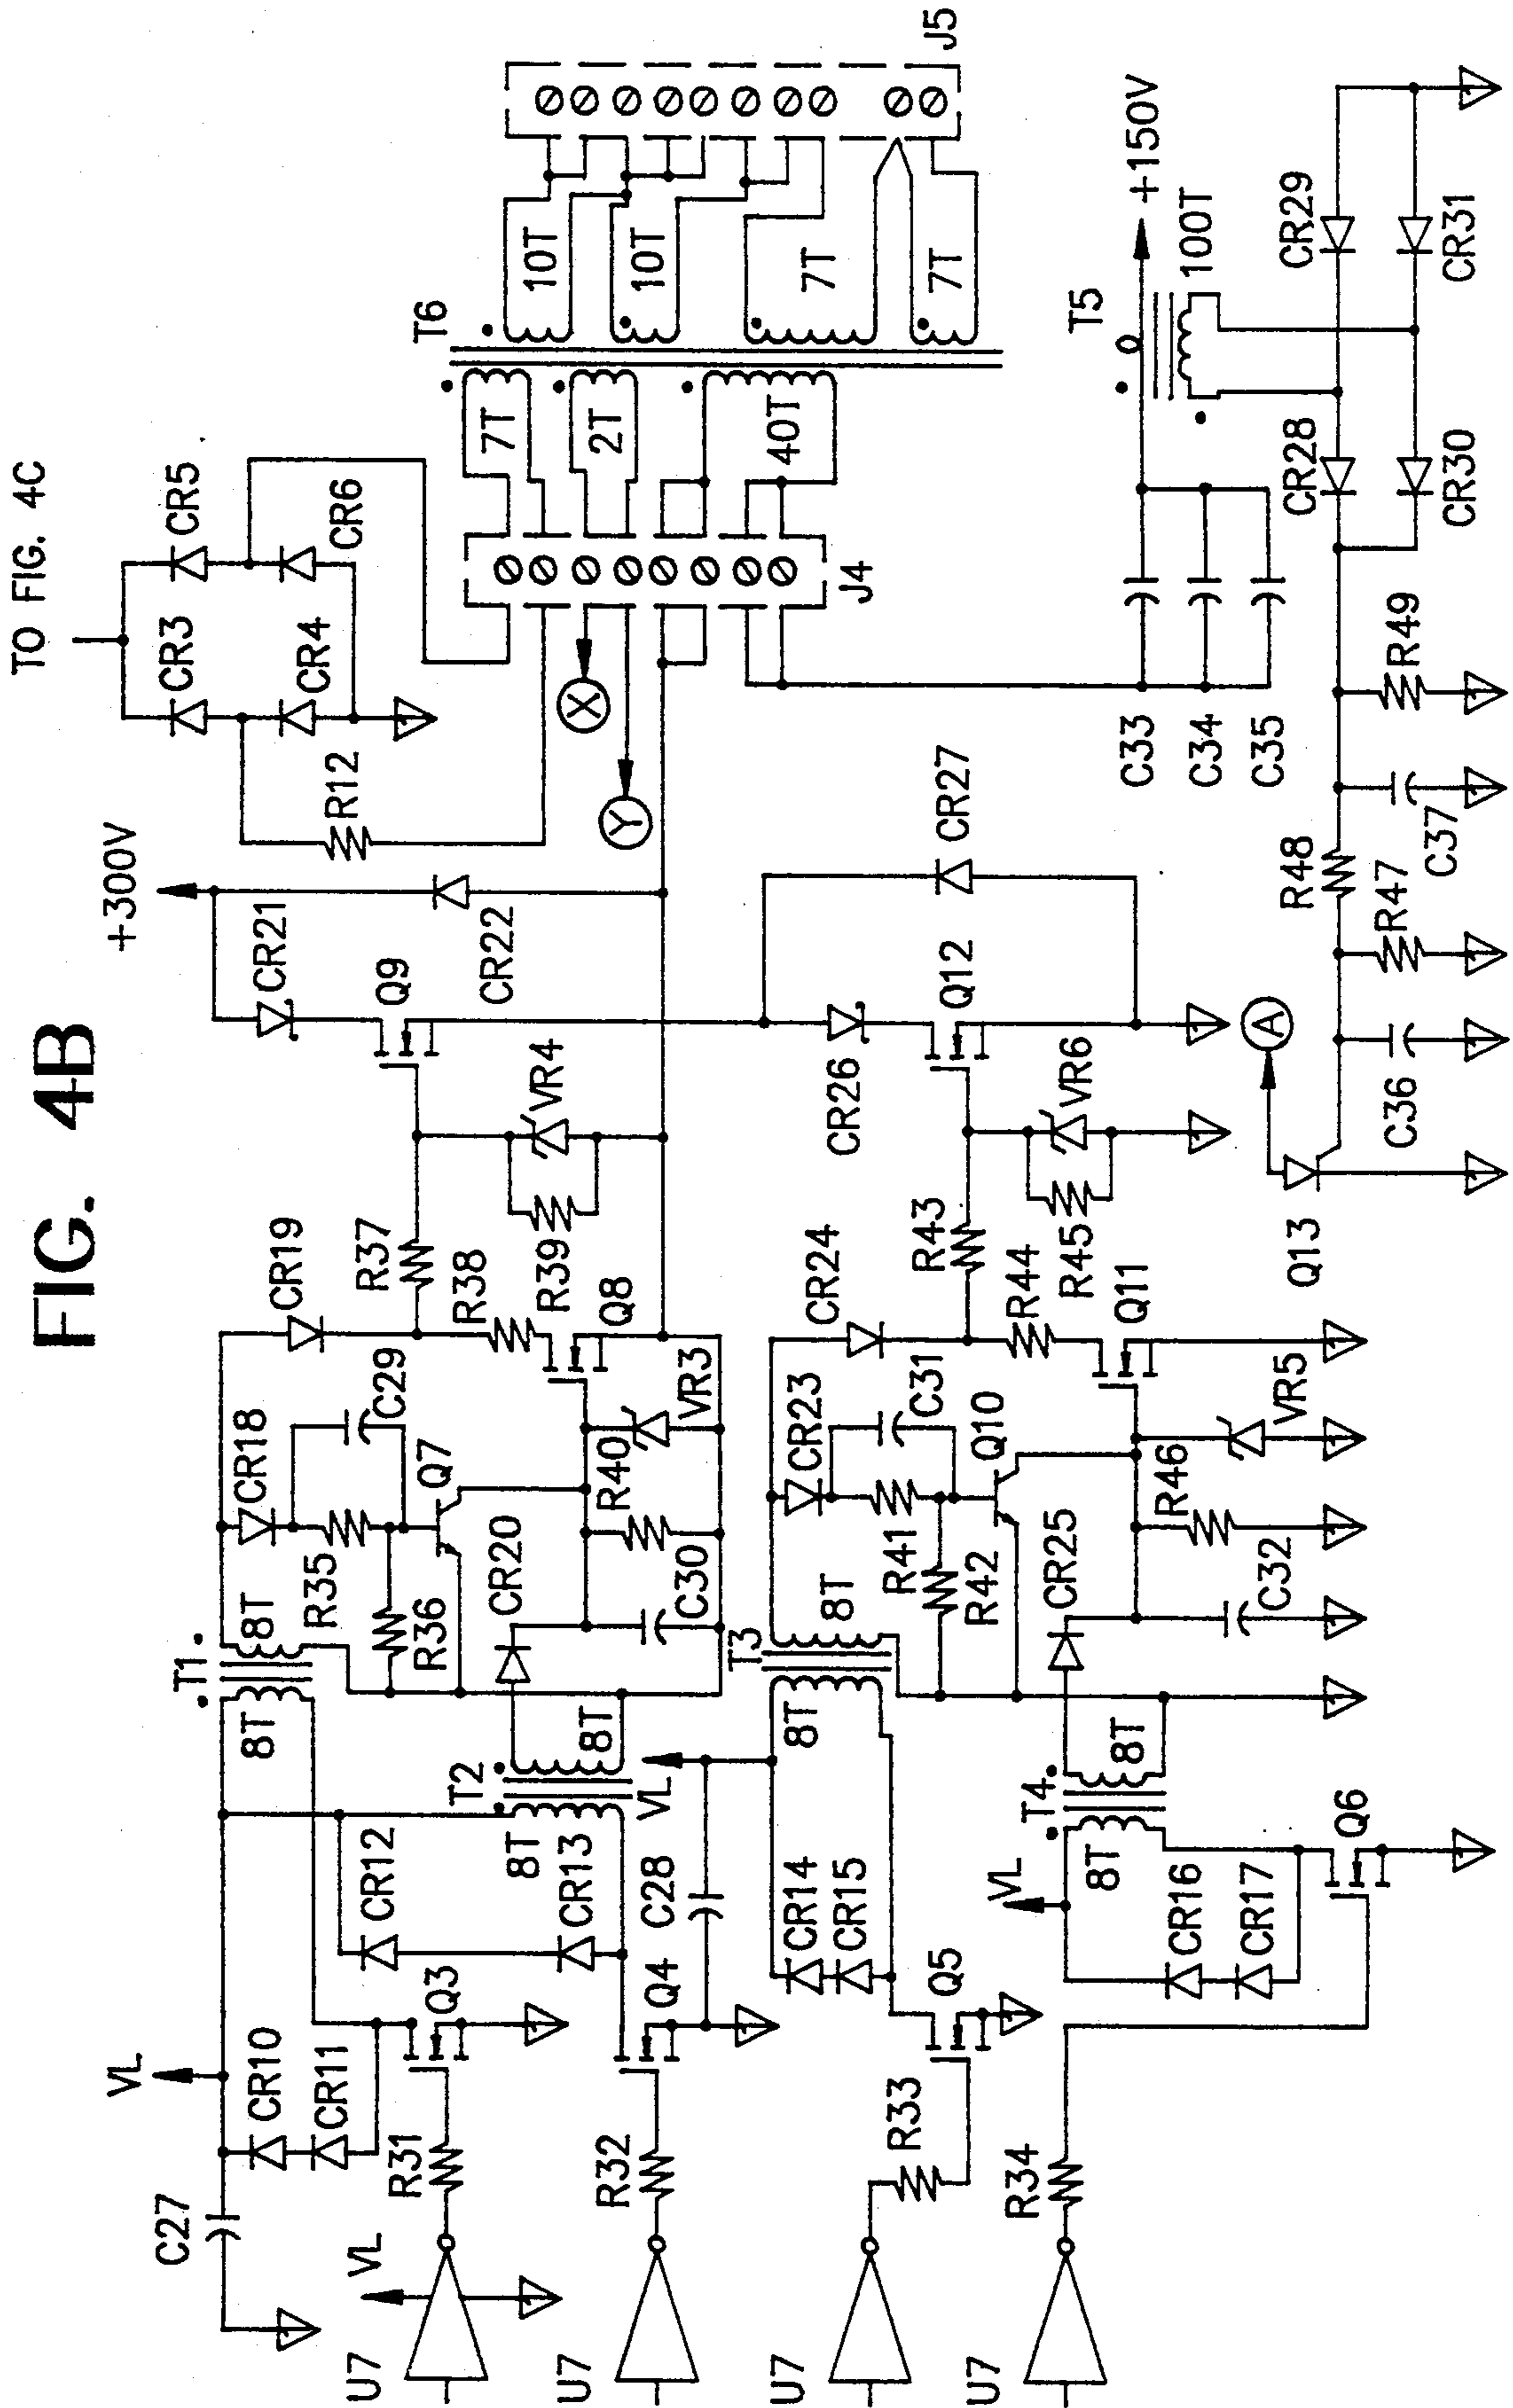 FIG. 4B
TO FIG. 4C
+300V
CR3
CR5
CR4
CR6
R12
X
Y
J4
T6
7T
2T
40T
10T
10T
7T
7T
J5
C27
VL
CR10
CR11
VL
U7
R31
Q3
T1
8T
8T
CR18
C29
R35
R36
Q7
CR19
R37
R38
R39
VR4
Q8
CR21
Q9
CR22
CR12
CR13
T2
8T
8T
CR20
R40
C30
VR3
U7
R32
Q4
C28
VL
U7
R33
Q5
CR14
CR15
T3
8T
8T
CR23
C31
R41
R42
Q10
CR24
R43
R44
R45
VR6
Q11
CR26
Q12
CR27
U7
R34
VL
CR16
CR17
Q6
T4
8T
8T
CR25
C32
R46
VR5
Q13
A
C36
R47
R48
C37
R49
C33
C34
C35
T5
100T
+150V
CR28
CR29
CR30
CR31